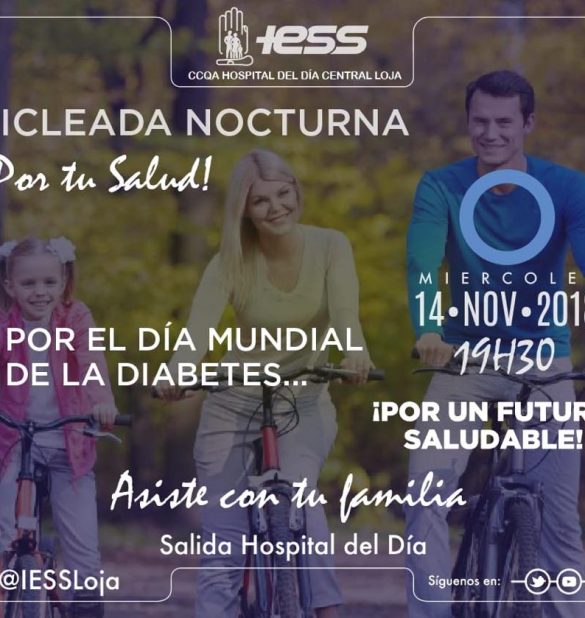 IESS
CCQA HOSPITAL DEL DÍA CENTRAL LOJA
ICLEADA NOCTURNA
Por tu Salud!
MIERCOLE
14•NOV•2018
19H30
POR EL DÍA MUNDIAL
DE LA DIABETES...
¡POR UN FUTUR
SALUDABLE!
Asiste con tu familia
Salida Hospital del Día
@IESSLoja
Síguenos en: